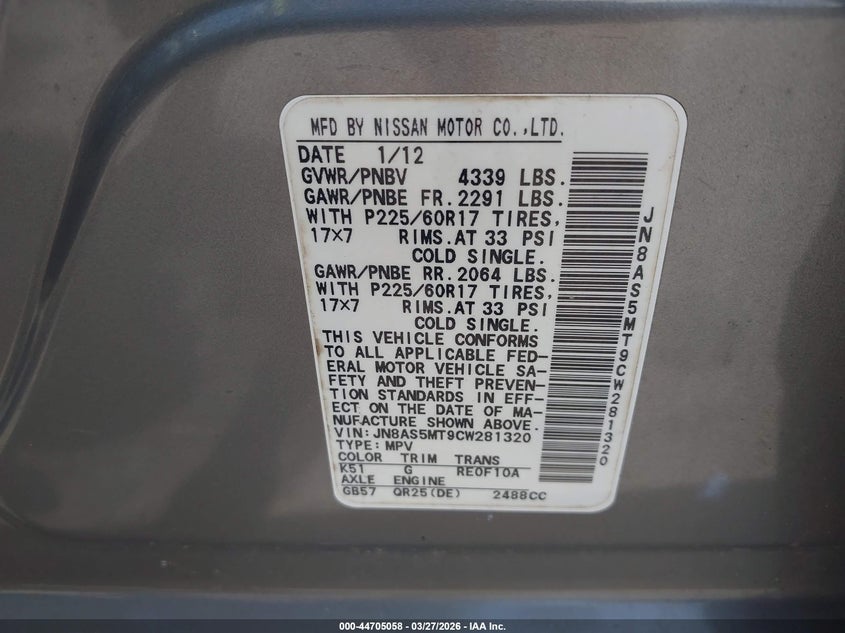 MFD BY NISSAN MOTOR CO.,LTD.
DATE 1/12
GVWR/PNBV 4339 LBS.
GAWR/PNBE FR.2291 LBS.
WITH P225/60R17 TIRES,
17×7 RIMS.AT 33 PSI
COLD SINGLE.
GAWR/PNBE RR.2064 LBS.
WITH P225/60R17 TIRES,
17×7 RIMS.AT 33 PSI
COLD SINGLE.
THIS VEHICLE CONFORMS
TO ALL APPLICABLE FED-
ERAL MOTOR VEHICLE SA-
FETY AND THEFT PREVEN-
TION STANDARDS IN EFF-
ECT ON THE DATE OF MA-
NUFACTURE SHOWN ABOVE.
VIN:JN8AS5MT9CW281320
TYPE:MPV
COLOR TRIM TRANS
K51 G RE0F10A
AXLE ENGINE
GB57 QR25(DE) 2488CC
JN8AS5MT9CW281320
000-44705058 - 03/27/2026 - IAA Inc.